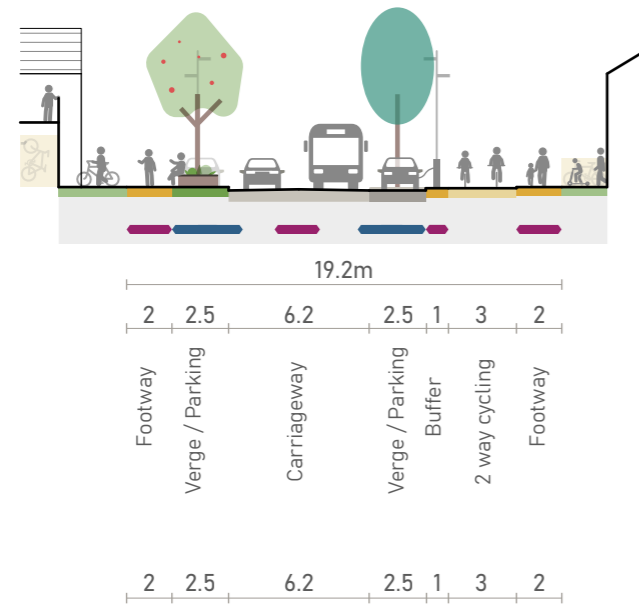 19.2m
2 2.5 6.2 2.5 1 3 2
Footway
Verge / Parking
Carriageway
Verge / Parking
Buffer
2 way cycling
Footway
2 2.5 6.2 2.5 1 3 2